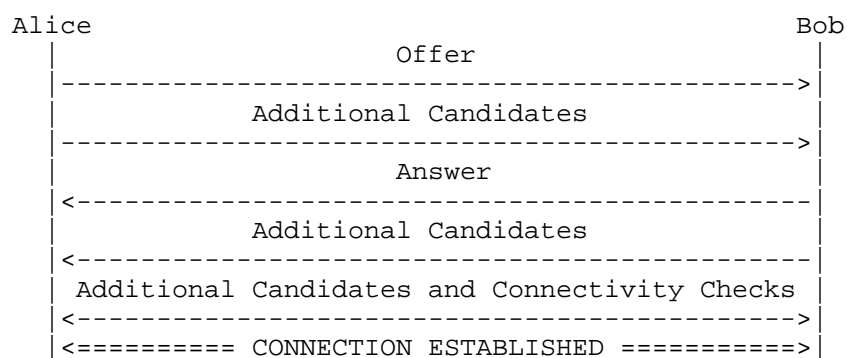 Alice Bob
Offer
Additional Candidates
Answer
Additional Candidates
Additional Candidates and Connectivity Checks
CONNECTION ESTABLISHED